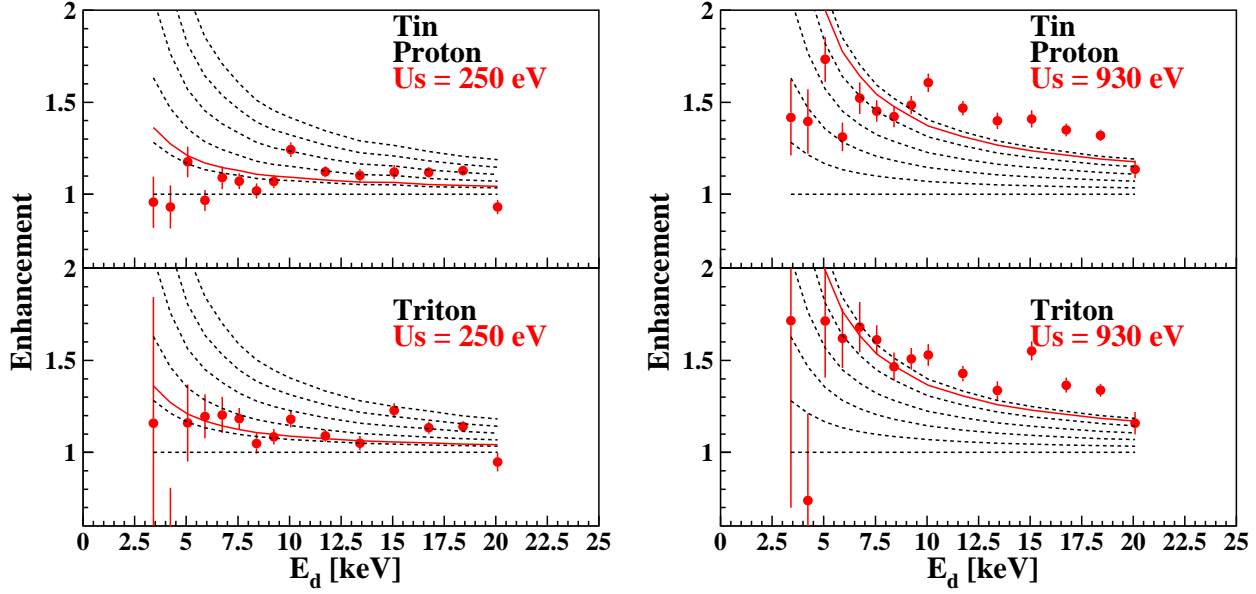 2
1.5
1
Enhancement
Tin
Proton
Us = 250 eV
2
1.5
1
Enhancement
Triton
Us = 250 eV
0 2.5 5 7.5 10 12.5 15 17.5 20 22.5 25
E_d [keV]
2
1.5
1
Enhancement
Tin
Proton
Us = 930 eV
2
1.5
1
Enhancement
Triton
Us = 930 eV
0 2.5 5 7.5 10 12.5 15 17.5 20 22.5 25
E_d [keV]